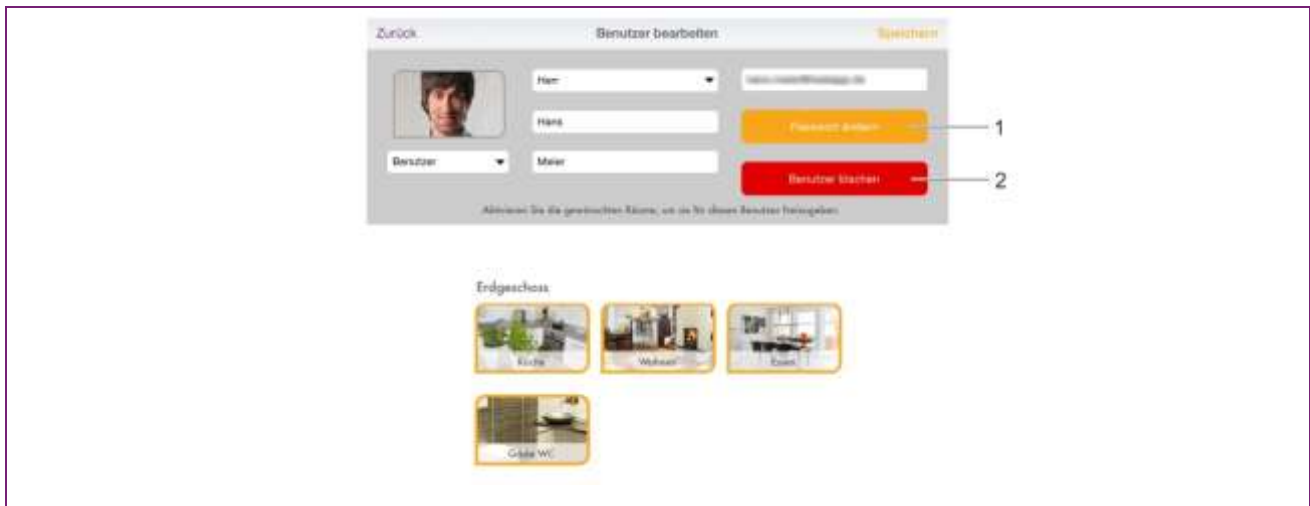 Zurück Benutzer bearbeiten Speichern
Herr
Hans
Passwort ändern 1
Benutzer Meier
Benutzer löschen 2
Aktivieren Sie die gewünschten Räume, um sie für diesen Benutzer freizugeben
Erdgeschoss
Küche Wohnen Essen
Gäste WC